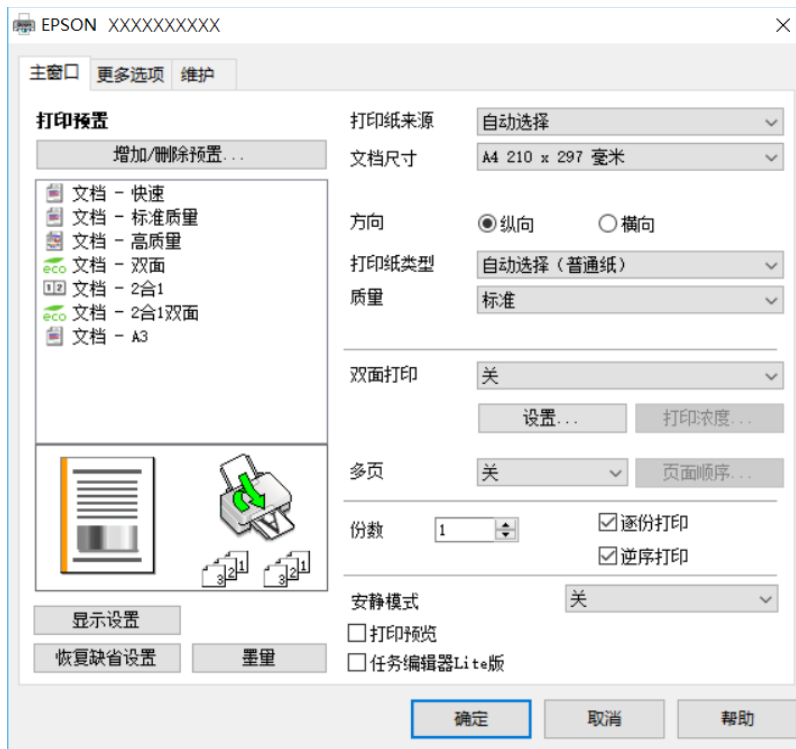 EPSON XXXXXXXXXX
主窗口 更多选项 维护
打印预置
增加/删除预置...
文档 - 快速
文档 - 标准质量
文档 - 高质量
eco 文档 - 双面
1 2 文档 - 2合1
eco 文档 - 2合1双面
文档 - A3
3 2 1 3 2 1
显示设置
恢复缺省设置 墨量
打印纸来源 自动选择
文档尺寸 A4 210 x 297 毫米
方向 纵向 横向
打印纸类型 自动选择（普通纸）
质量 标准
双面打印 关
设置... 打印浓度...
多页 关 页面顺序...
份数 1 逐份打印
逆序打印
安静模式 关
打印预览
任务编辑器Lite版
确定 取消 帮助